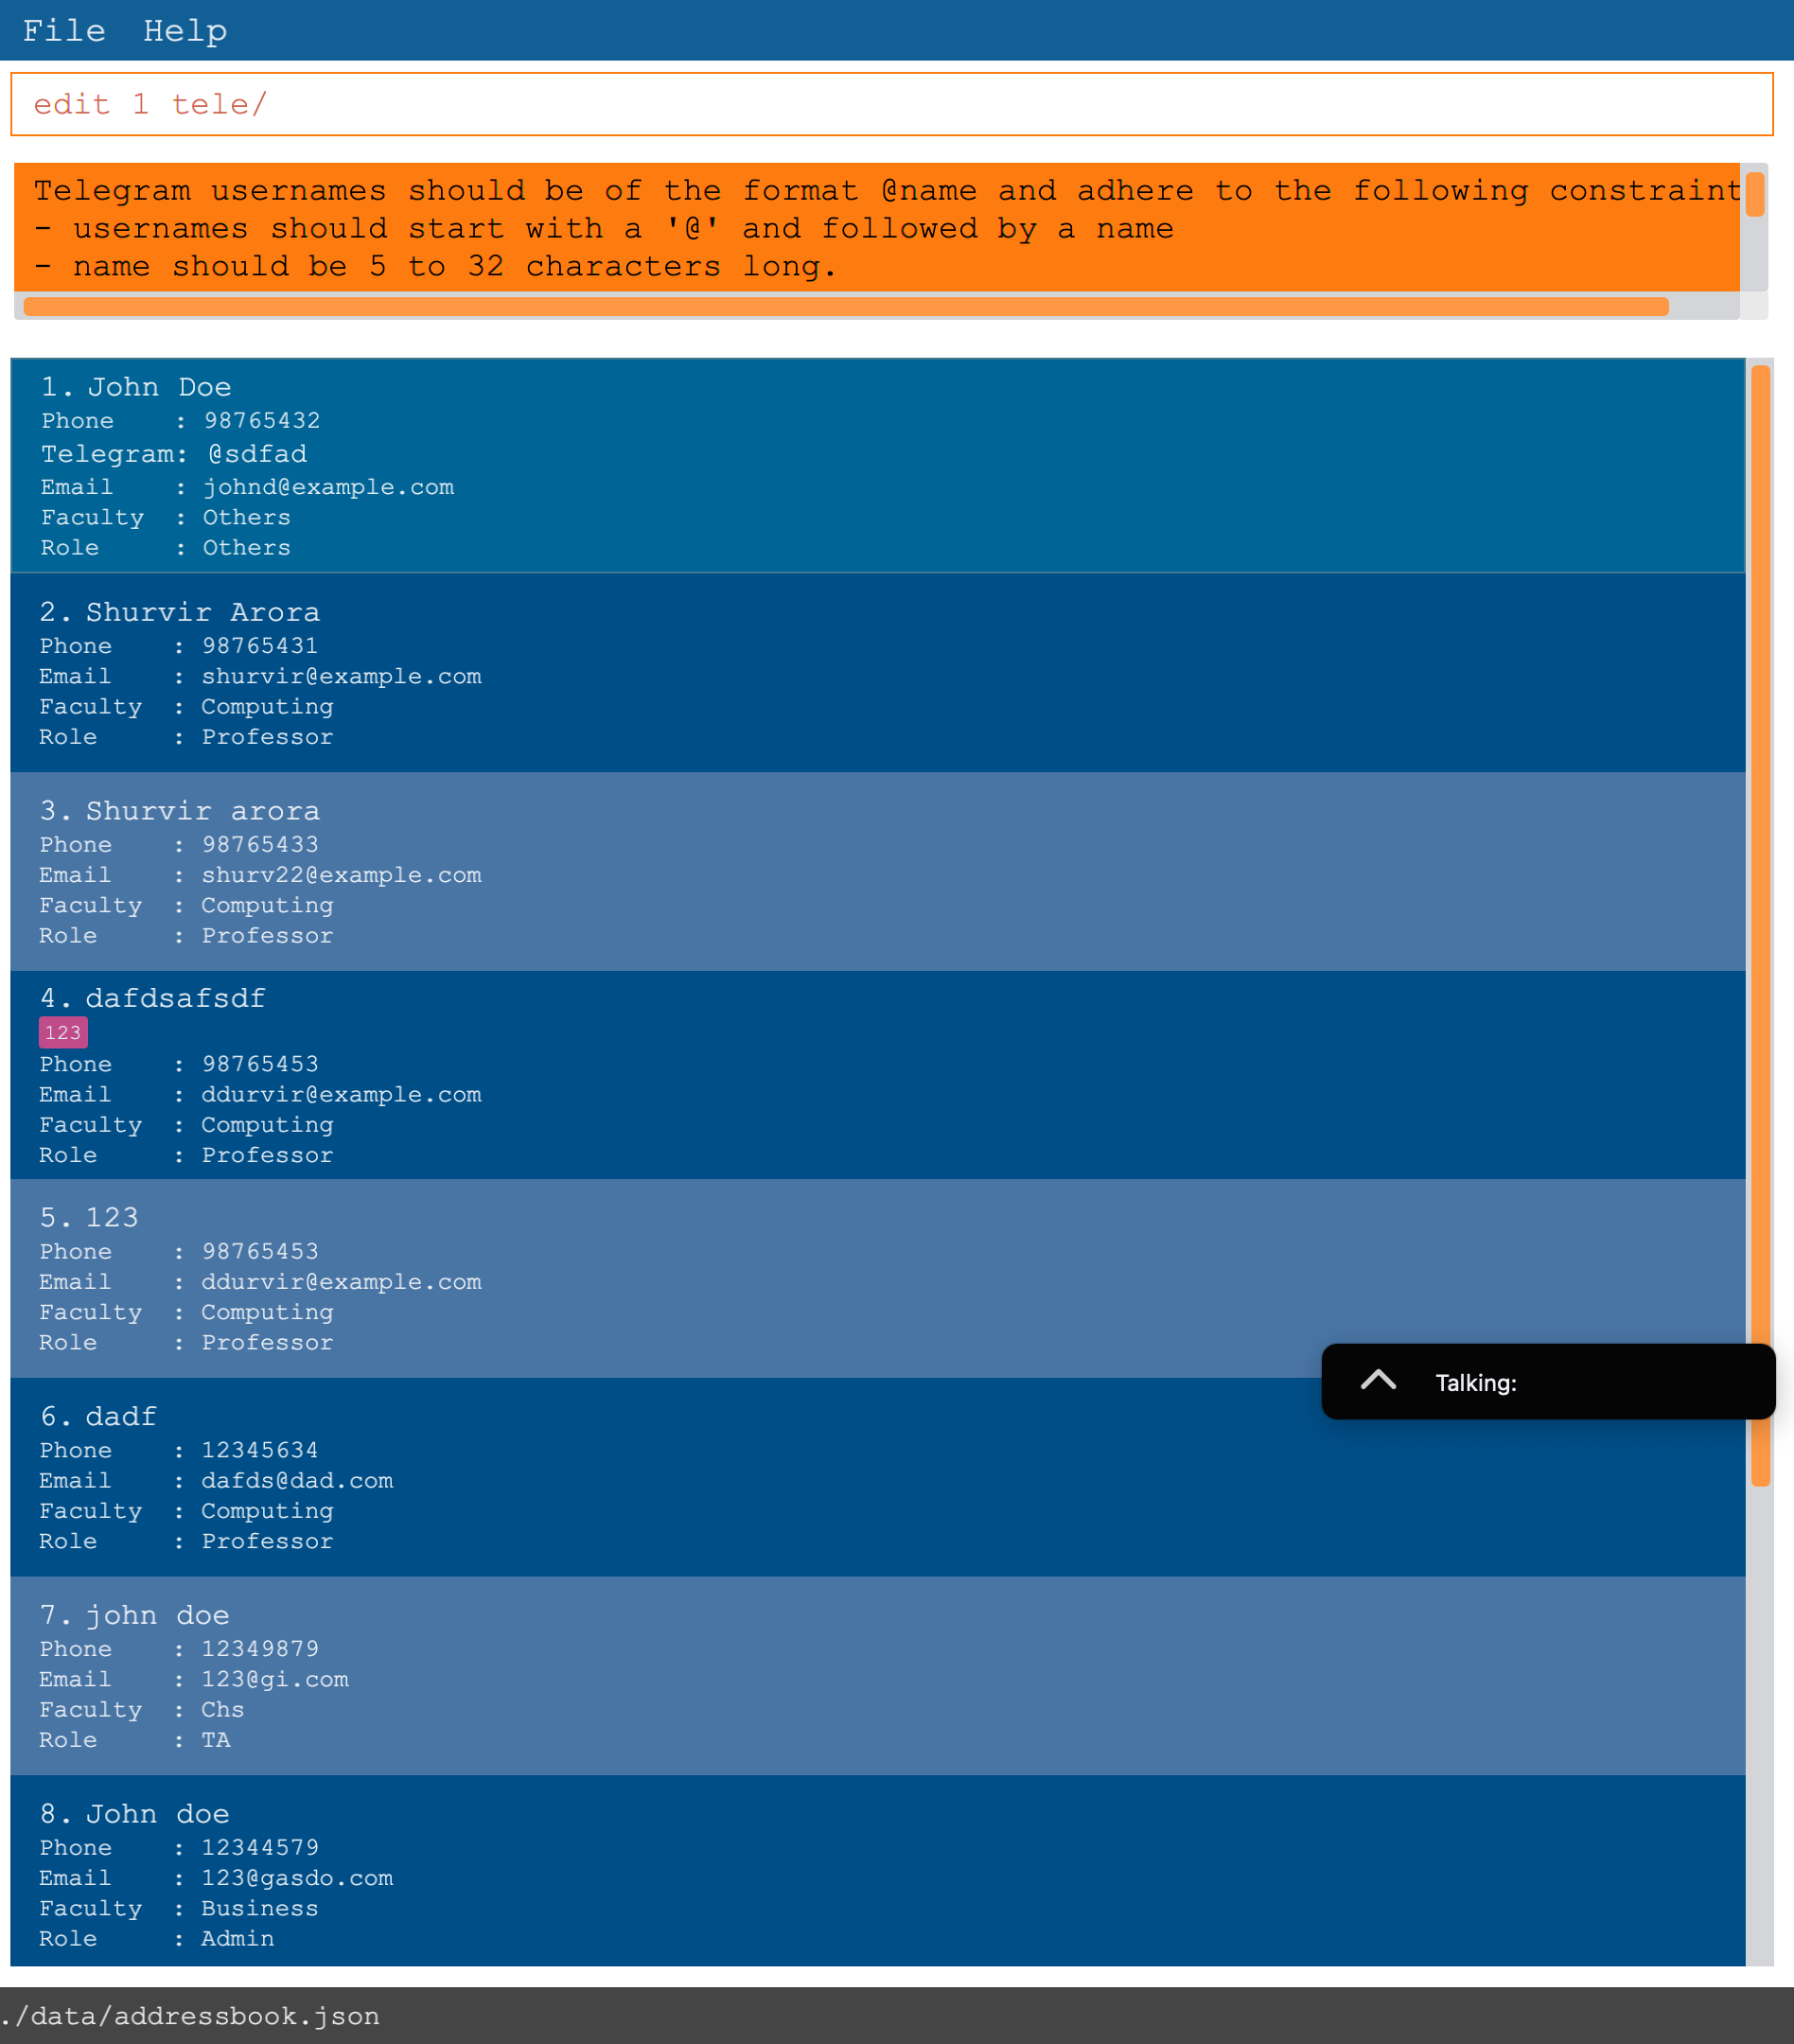 File Help
edit 1 tele/
Telegram usernames should be of the format @name and adhere to the following constraint
- usernames should start with a '@' and followed by a name
- name should be 5 to 32 characters long.
1. John Doe
Phone : 98765432
Telegram: @sdfad
Email : johnd@example.com
Faculty : Others
Role : Others
2. Shurvir Arora
Phone : 98765431
Email : shurvir@example.com
Faculty : Computing
Role : Professor
3. Shurvir arora
Phone : 98765433
Email : shurv22@example.com
Faculty : Computing
Role : Professor
4. dafdsafsdf
123
Phone : 98765453
Email : ddurvir@example.com
Faculty : Computing
Role : Professor
5. 123
Phone : 98765453
Email : ddurvir@example.com
Faculty : Computing
Role : Professor
Talking:
6. dadf
Phone : 12345634
Email : dafds@dad.com
Faculty : Computing
Role : Professor
7. john doe
Phone : 12349879
Email : 123@gi.com
Faculty : Chs
Role : TA
8. John doe
Phone : 12344579
Email : 123@gasdo.com
Faculty : Business
Role : Admin
./data/addressbook.json